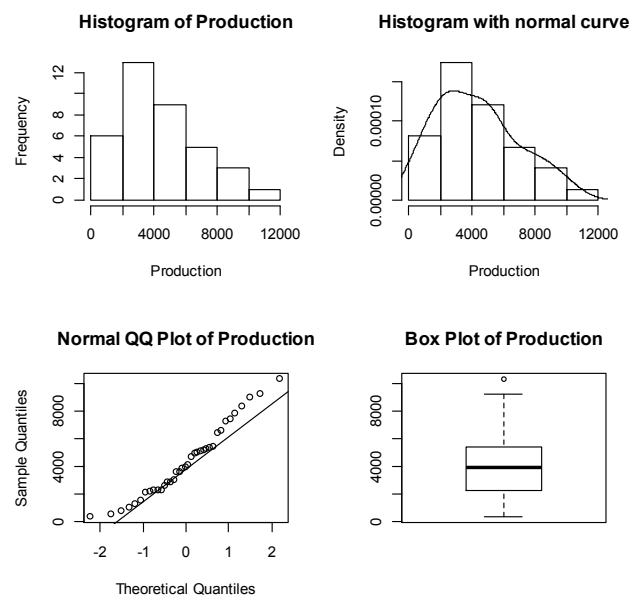 Histogram of Production
Frequency
0 2 4 6 8 12
0 4000 8000 12000
Production
Histogram with normal curve
Density
0.00000 0.00010
0 4000 8000 12000
Production
Normal QQ Plot of Production
Sample Quantiles
0 4000 8000
-2 -1 0 1 2
Theoretical Quantiles
Box Plot of Production
0 4000 8000